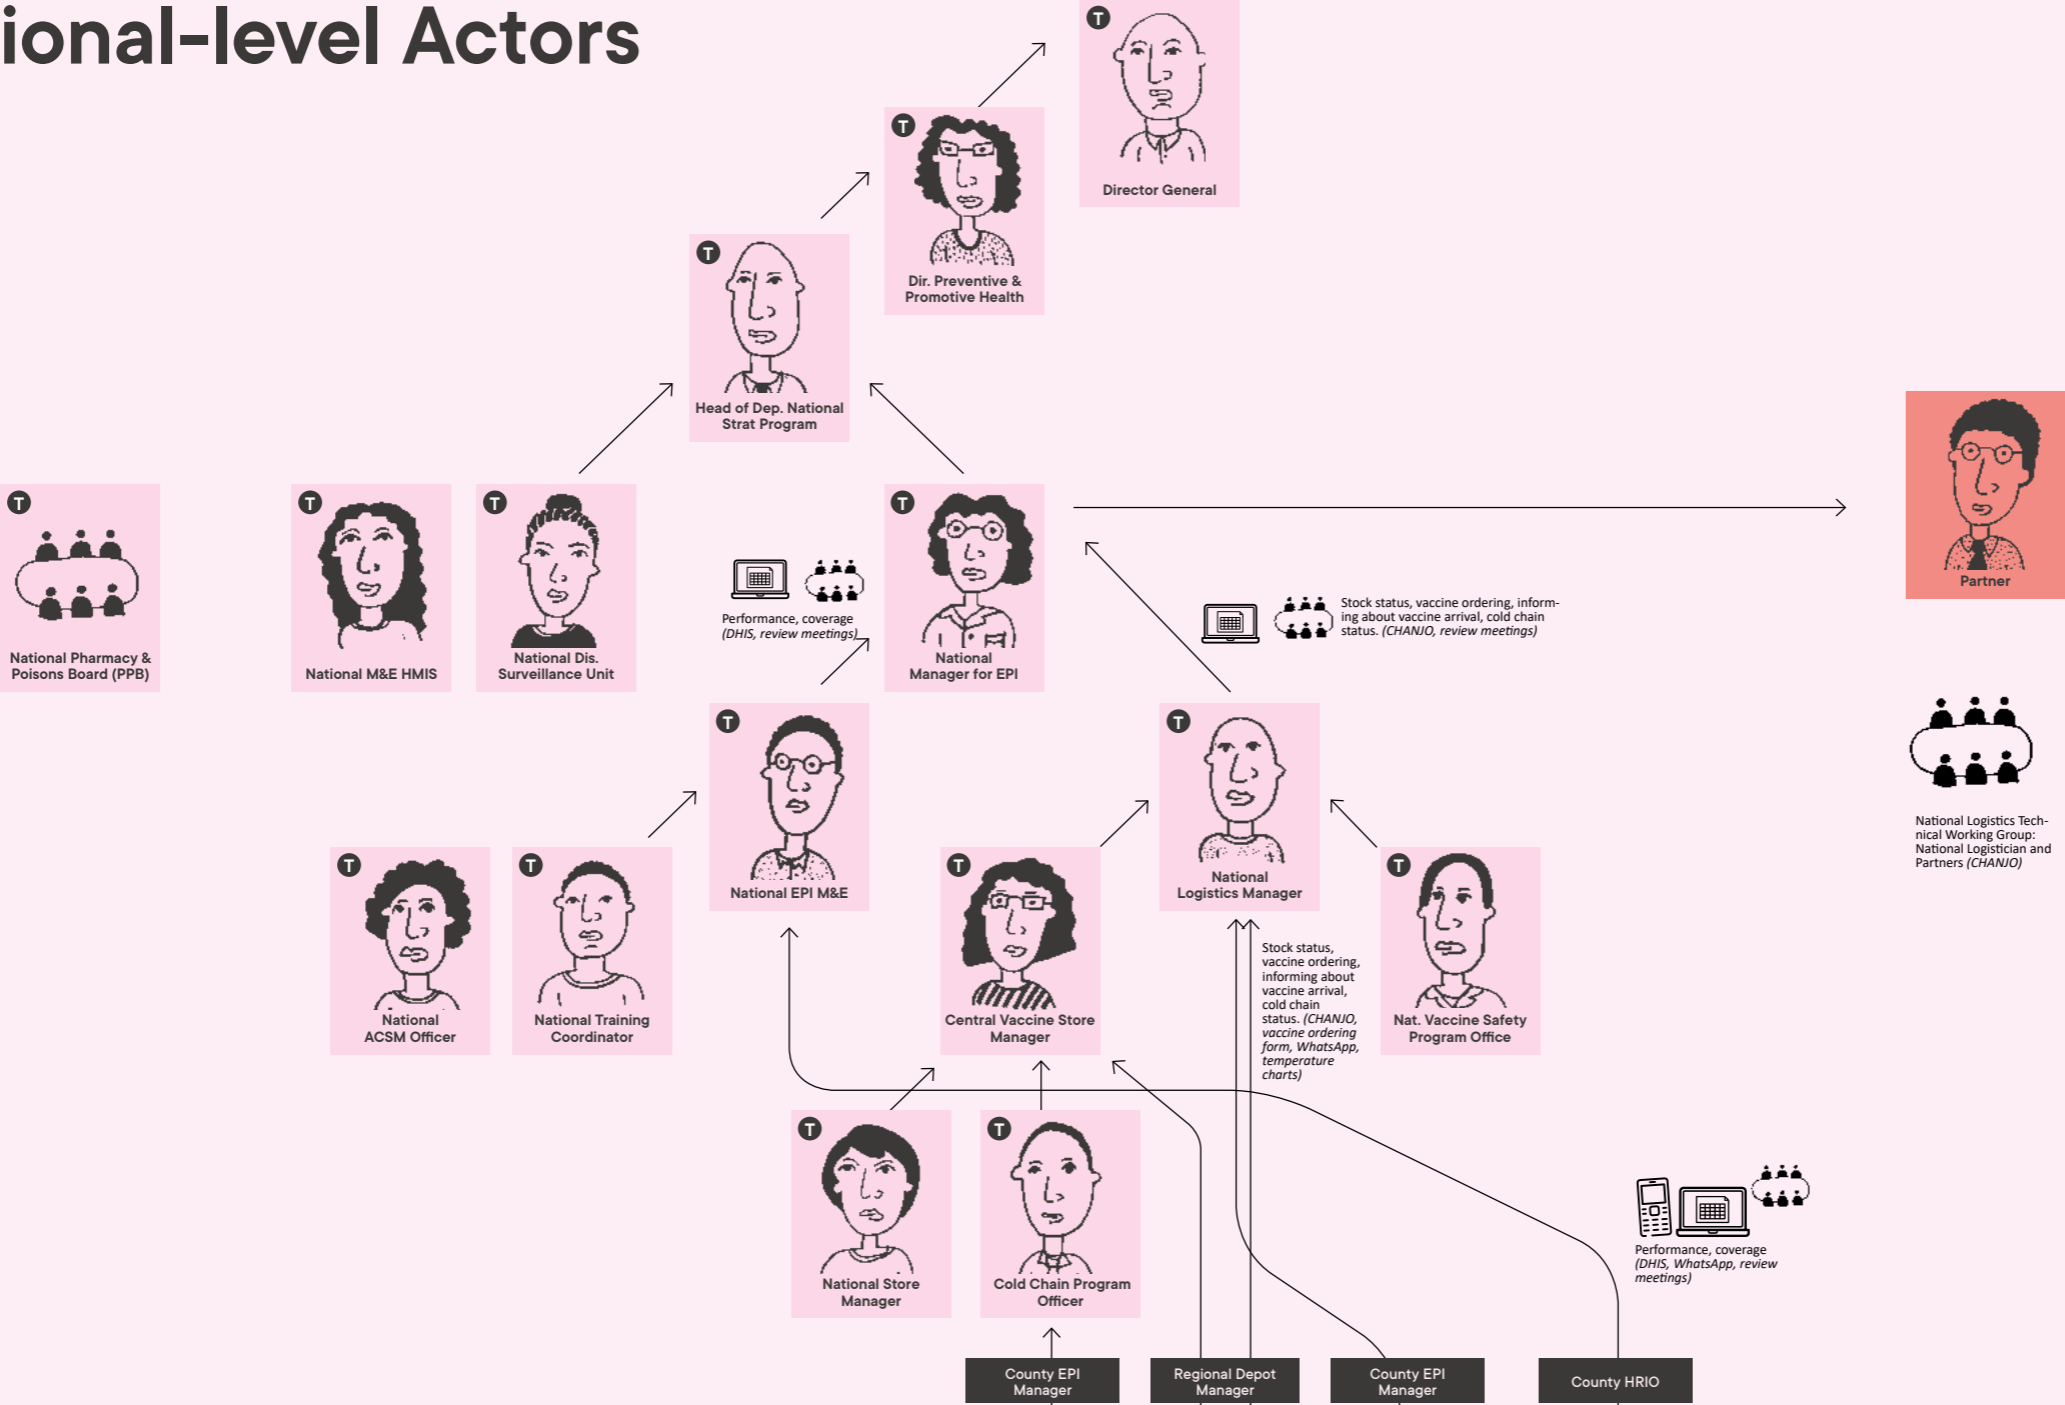 ional-level Actors
T
Director General
T
Dir. Preventive &
Promotive Health
T
Head of Dep. National
Strat Program
T
National Pharmacy &
Poisons Board (PPB)
T
National M&E HMIS
T
National Dis.
Surveillance Unit
Performance, coverage
(DHIS, review meetings)
T
National
Manager for EPI
Stock status, vaccine ordering, inform-
ing about vaccine arrival, cold chain
status. (CHANJO, review meetings)
Partner
National Logistics Tech-
nical Working Group:
National Logistician and
Partners (CHANJO)
T
National EPI M&E
T
National
Logistics Manager
T
National
ACSM Officer
T
National Training
Coordinator
T
Central Vaccine Store
Manager
Stock status,
vaccine ordering,
informing about
vaccine arrival,
cold chain
status. (CHANJO,
vaccine ordering
form, WhatsApp,
temperature
charts)
T
Nat. Vaccine Safety
Program Office
T
National Store
Manager
T
Cold Chain Program
Officer
Performance, coverage
(DHIS, WhatsApp, review
meetings)
County EPI
Manager
Regional Depot
Manager
County EPI
Manager
County HRIO